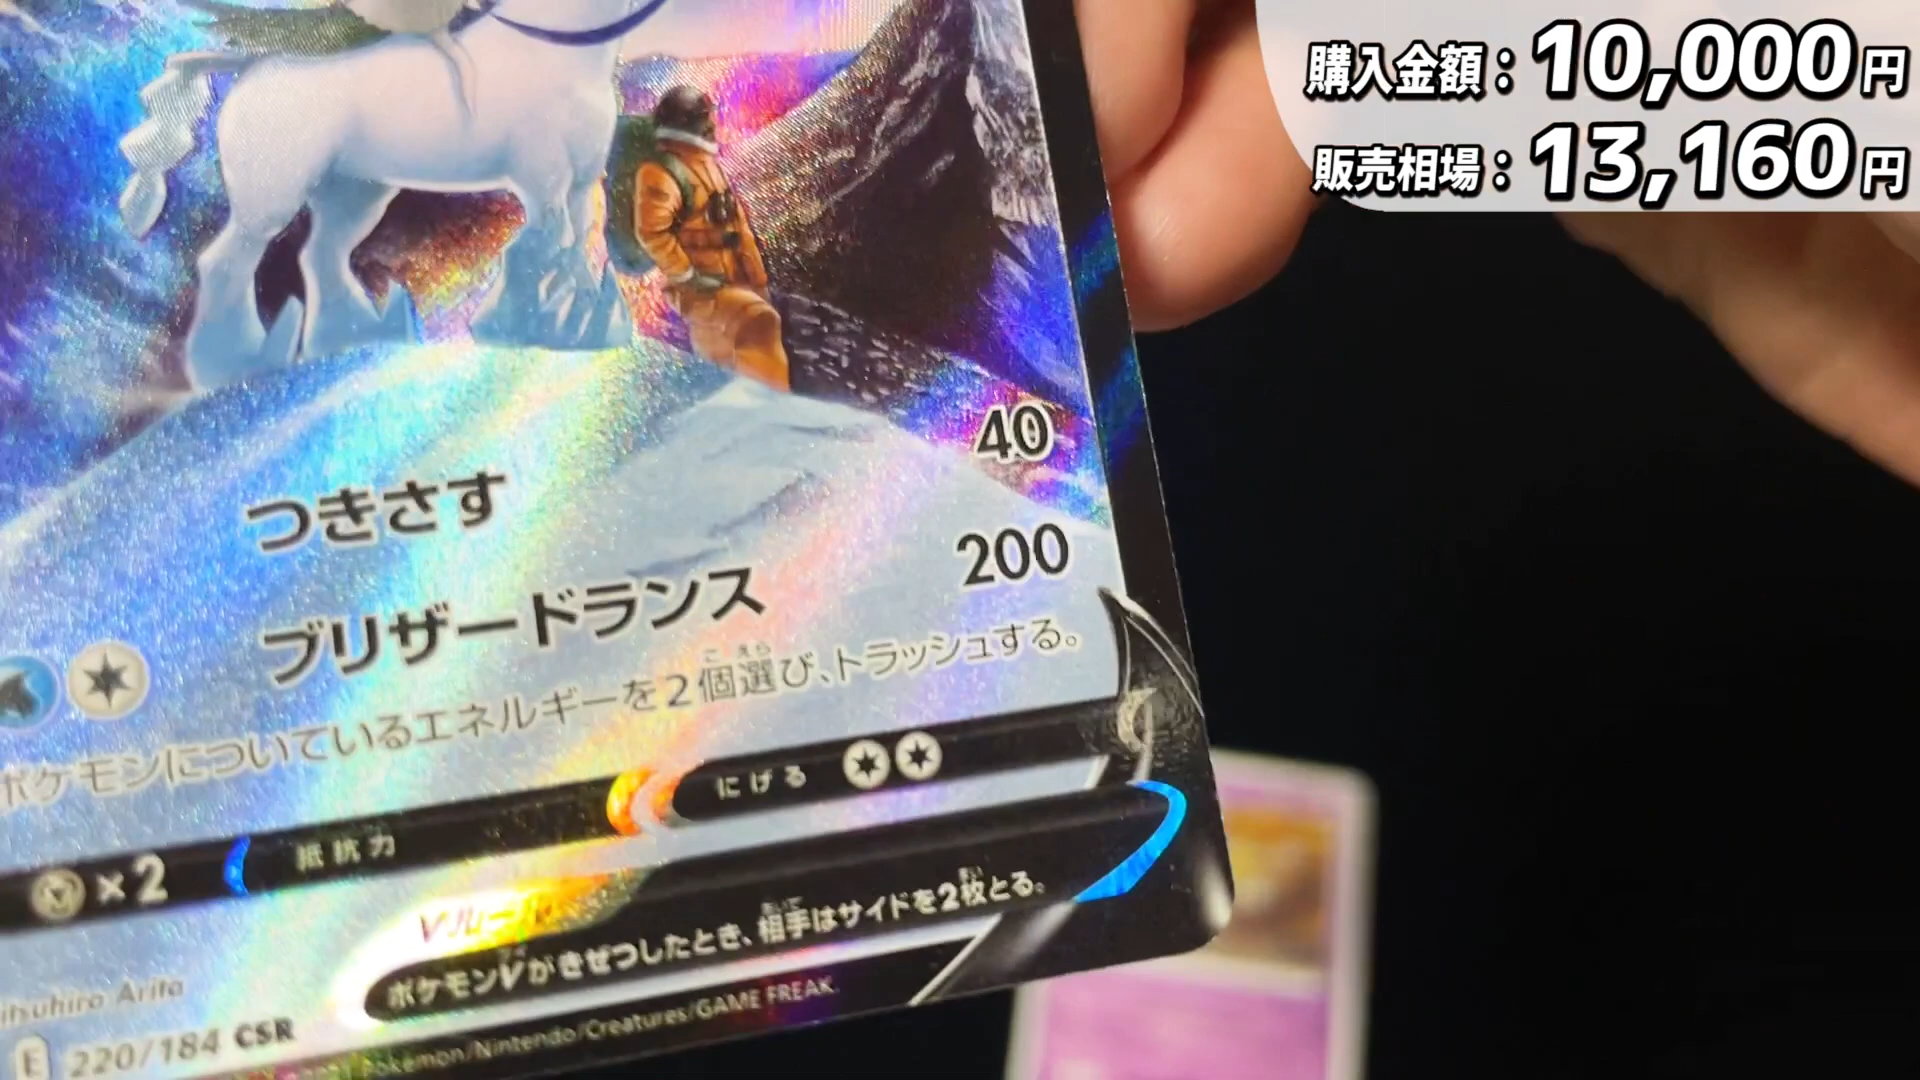 購入金額：10,000円
販売相場：13,160円
つきさす 40
ブリザードランス 200
ポケモンについているエネルギーを2個選び、トラッシュする。
×2 抵抗力 にげる
Vルール
ポケモンVがきぜつしたとき、相手はサイドを2枚とる。
itsuhiro Arita
E 220/184 CSR
Pokémon/Nintendo/Creatures/GAME FREAK.